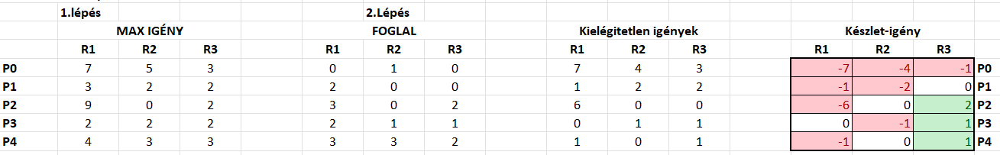 1.lépés 2.Lépés
MAX IGÉNY FOGLAL Kielégitetlen igények Készlet-igény
R1 R2 R3 R1 R2 R3 R1 R2 R3 R1 R2 R3
P0 7 5 3 0 1 0 7 4 3 -7 -4 -1 P0
P1 3 2 2 2 0 0 1 2 2 -1 -2 0 P1
P2 9 0 2 3 0 2 6 0 0 -6 0 2 P2
P3 2 2 2 2 1 1 0 1 1 0 -1 1 P3
P4 4 3 3 3 3 2 1 0 1 -1 0 1 P4